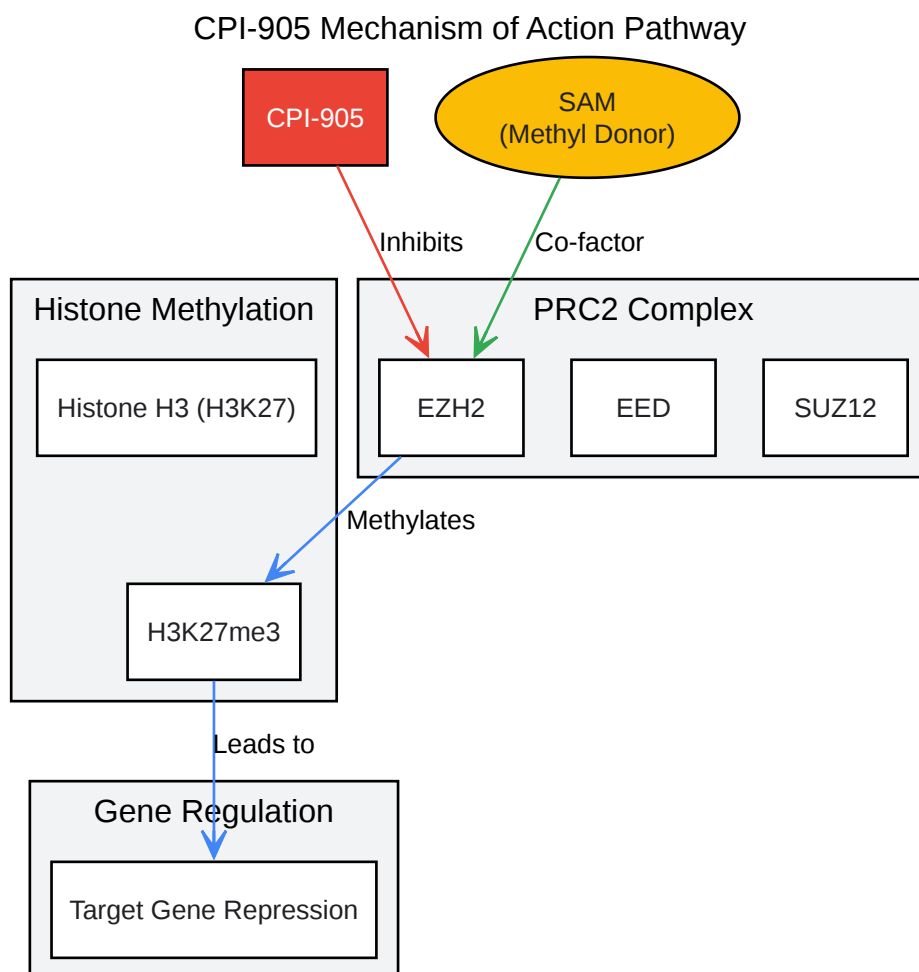 CPI-905 Mechanism of Action Pathway
CPI-905
SAM
(Methyl Donor)
Inhibits
Co-factor
Histone Methylation
PRC2 Complex
Histone H3 (H3K27)
EZH2
EED
SUZ12
Methylates
H3K27me3
Leads to
Gene Regulation
Target Gene Repression